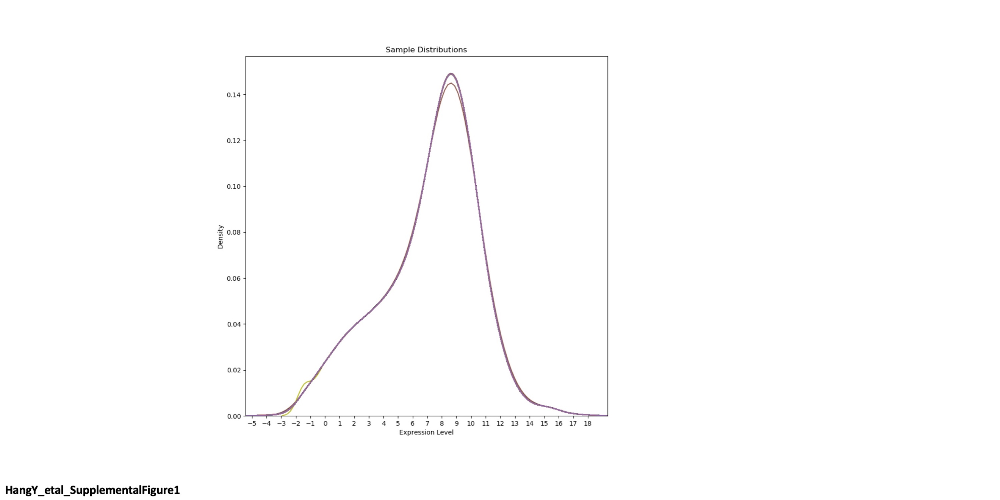 Sample Distributions
0.14
0.12
0.10
0.08
0.06
0.04
0.02
0.00
Density
−5 −4 −3 −2 −1 0 1 2 3 4 5 6 7 8 9 10 11 12 13 14 15 16 17 18
Expression Level
HangY_etal_SupplementalFigure1